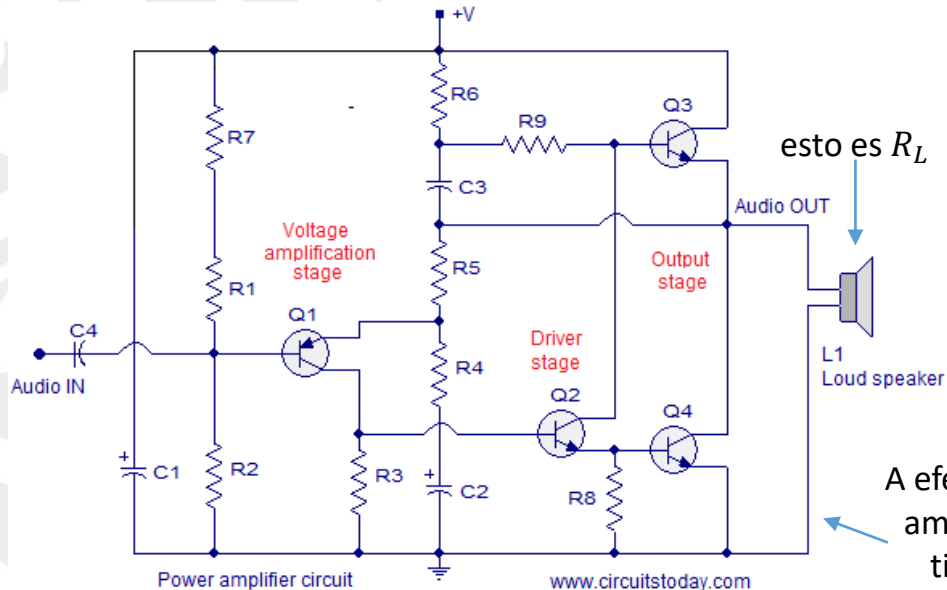 +V
R6
R7
R9
Q3
esto es R_L
C3
Audio OUT
Voltage
amplification
stage
R5
Output
stage
R1
Q1
C4
Driver
stage
R4
L1
Loud speaker
Audio IN
Q2
Q4
+
C1
R2
R3
+
C2
R8
A efe
am
ti
Power amplifier circuit
www.circuitstoday.com